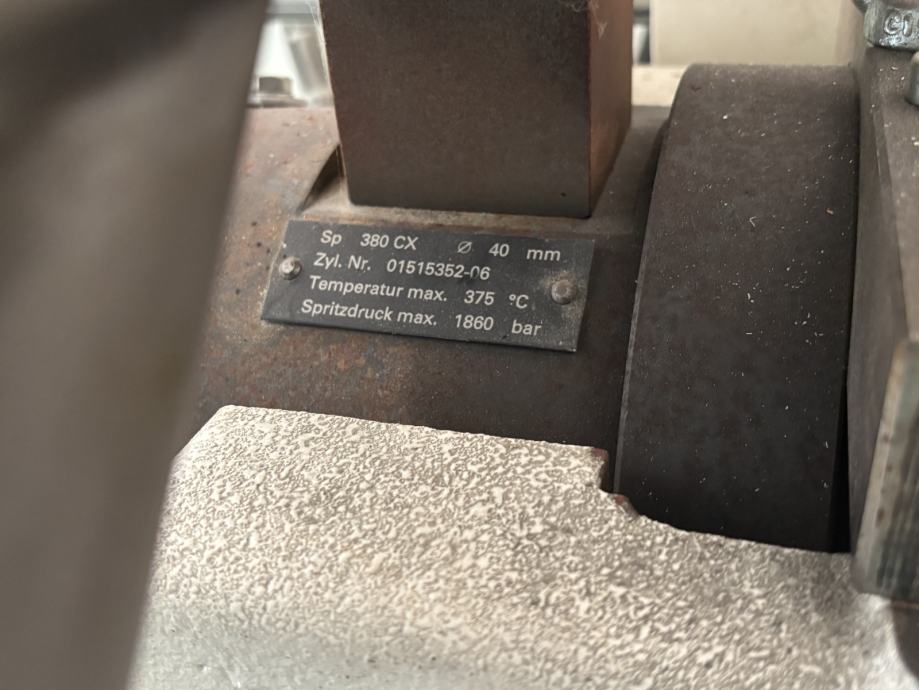 Sp 380 CX Ø 40 mm
Zyl. Nr. 01515352-06
Temperatur max. 375 °C
Spritzdruck max. 1860 bar